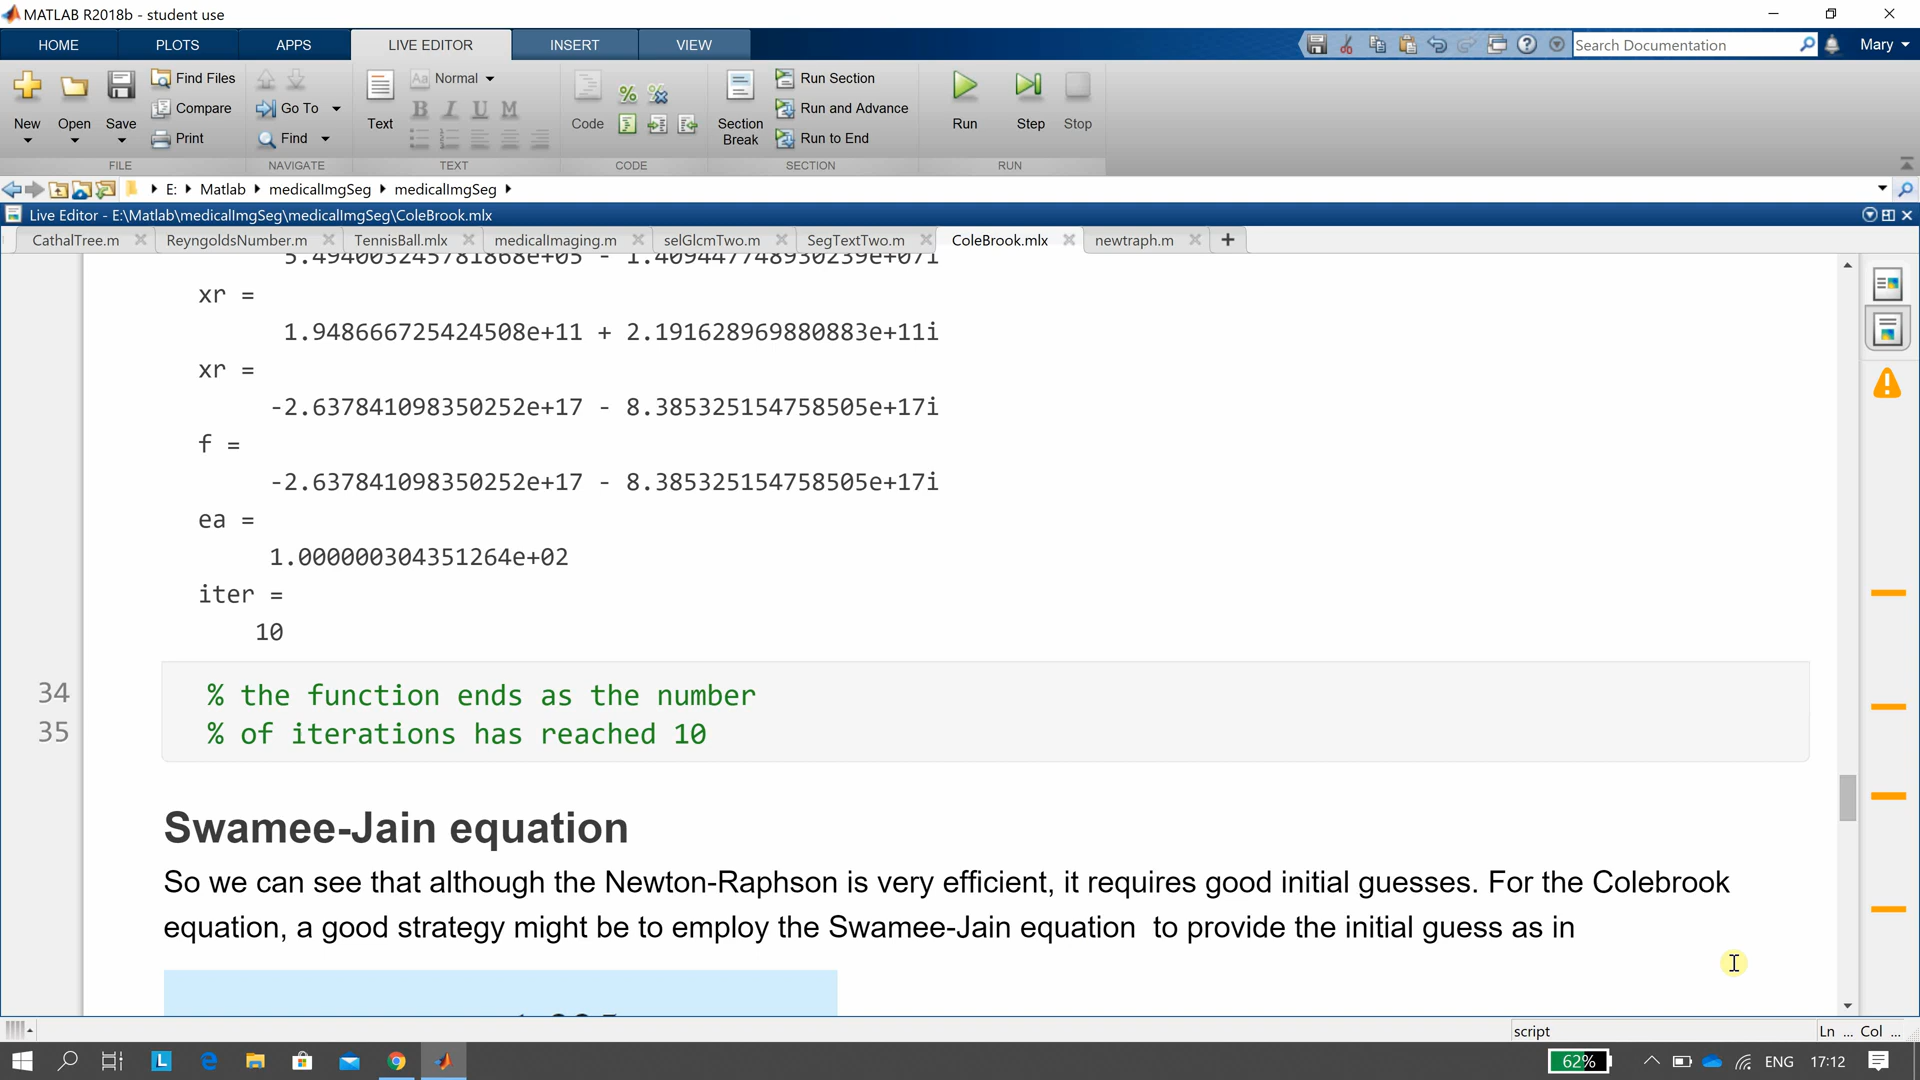 MATLAB R2018b - student use
HOME PLOTS APPS LIVE EDITOR INSERT VIEW
Search Documentation
Mary
New Open Save
Find Files
Compare
Print
Go To
Find
Text
Aa Normal
B I U M
Code
Section Break
Run Section
Run and Advance
Run to End
Run Step Stop
FILE NAVIGATE TEXT CODE SECTION RUN
E: Matlab medicalImgSeg medicalImgSeg
Live Editor - E:\Matlab\medicalImgSeg\medicalImgSeg\ColeBrook.mlx
CathalTree.m ReyngoldsNumber.m TennisBall.mlx medicalImaging.m selGlcmTwo.m SegTextTwo.m ColeBrook.mlx newtraph.m +
5.494003245781868e+05 - 1.409447748930239e+07i
xr =
1.948666725424508e+11 + 2.191628969880883e+11i
xr =
-2.637841098350252e+17 - 8.385325154758505e+17i
f =
-2.637841098350252e+17 - 8.385325154758505e+17i
ea =
1.000000304351264e+02
iter =
10
34 % the function ends as the number
35 % of iterations has reached 10
Swamee-Jain equation
So we can see that although the Newton-Raphson is very efficient, it requires good initial guesses. For the Colebrook
equation, a good strategy might be to employ the Swamee-Jain equation to provide the initial guess as in
script
Ln ... Col ...
62%
ENG
17:12